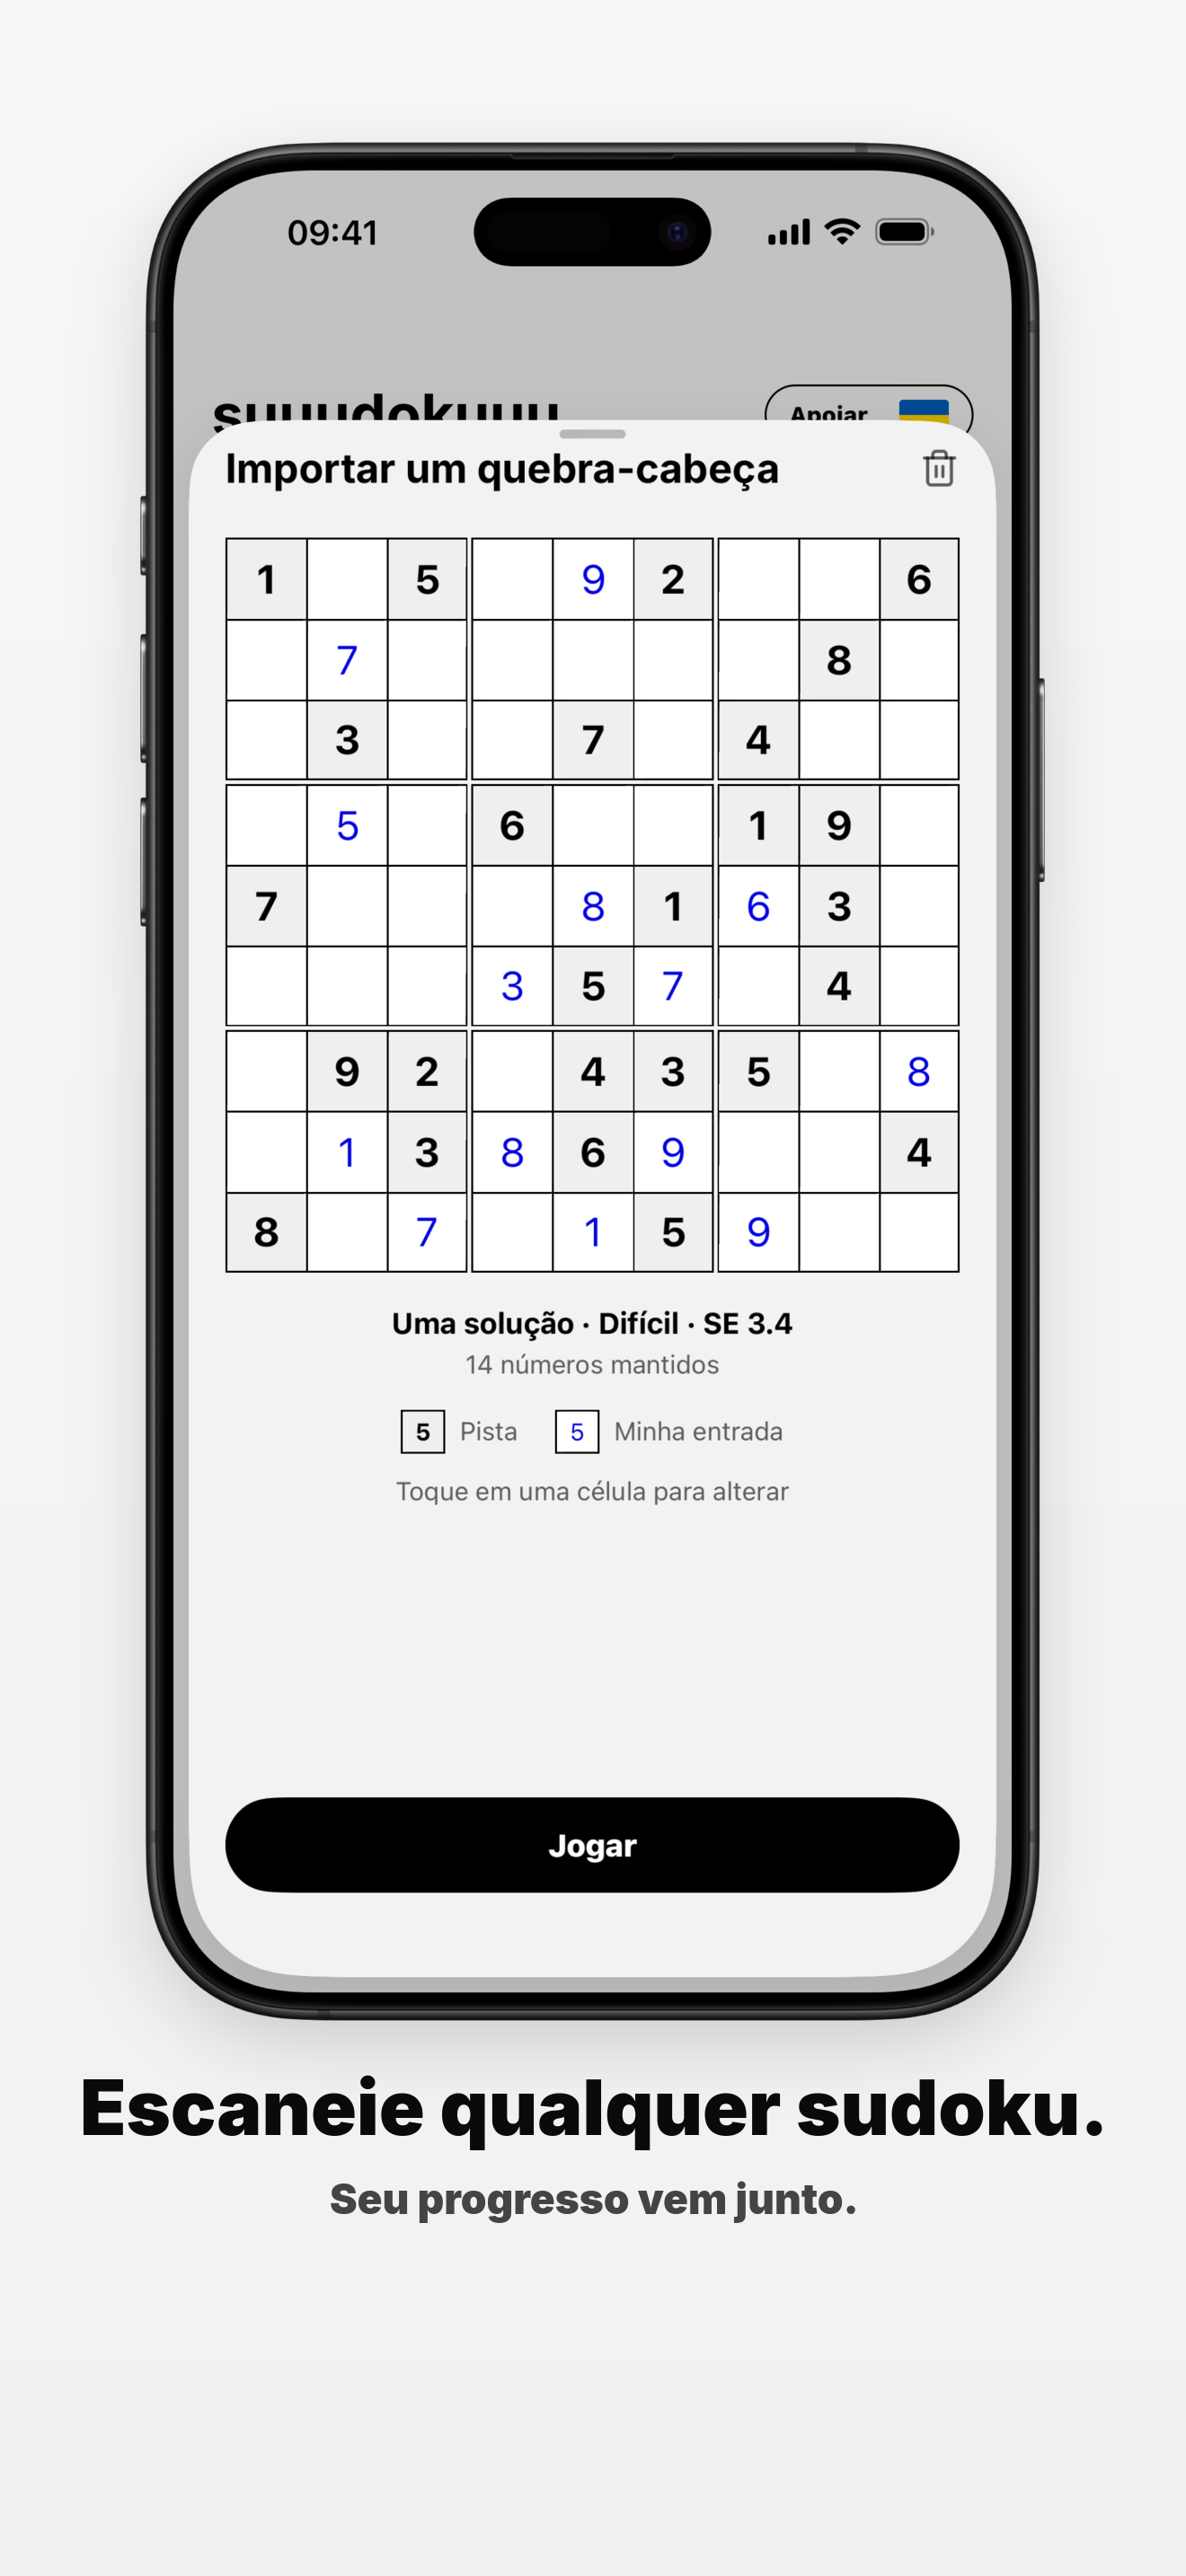 09:41
suuudokuuu
Apoiar
Importar um quebra-cabeça
1 5 9 2 6
7 8
3 7 4
5 6 1 9
7 8 1 6 3
3 5 7 4
9 2 4 3 5 8
1 3 8 6 9 4
8 7 1 5 9
Uma solução · Difícil · SE 3.4
14 números mantidos
5 Pista 5 Minha entrada
Toque em uma célula para alterar
Jogar
Escaneie qualquer sudoku.
Seu progresso vem junto.